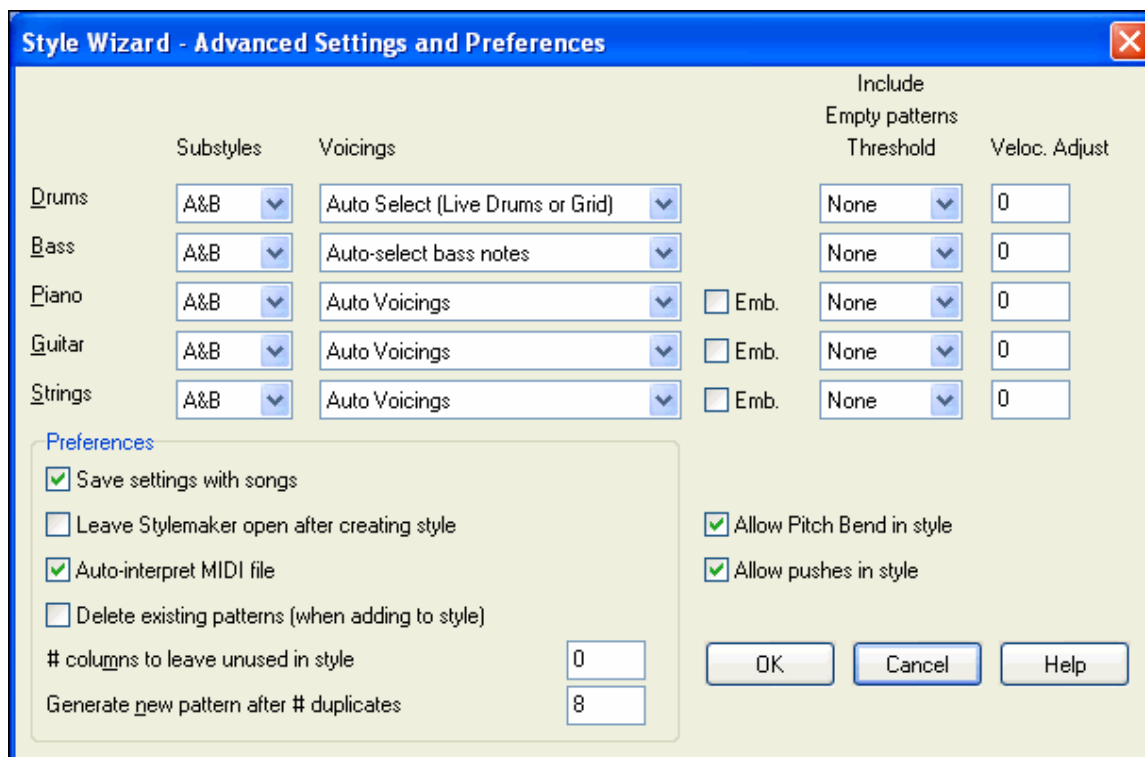 Style Wizard - Advanced Settings and Preferences
Include
Empty patterns
Substyles Voicings Threshold Veloc. Adjust
Drums A&B Auto Select (Live Drums or Grid) None 0
Bass A&B Auto-select bass notes None 0
Piano A&B Auto Voicings Emb. None 0
Guitar A&B Auto Voicings Emb. None 0
Strings A&B Auto Voicings Emb. None 0
Preferences
Save settings with songs
Leave Stylemaker open after creating style Allow Pitch Bend in style
Auto-interpret MIDI file Allow pushes in style
Delete existing patterns (when adding to style)
# columns to leave unused in style 0 OK Cancel Help
Generate new pattern after # duplicates 8